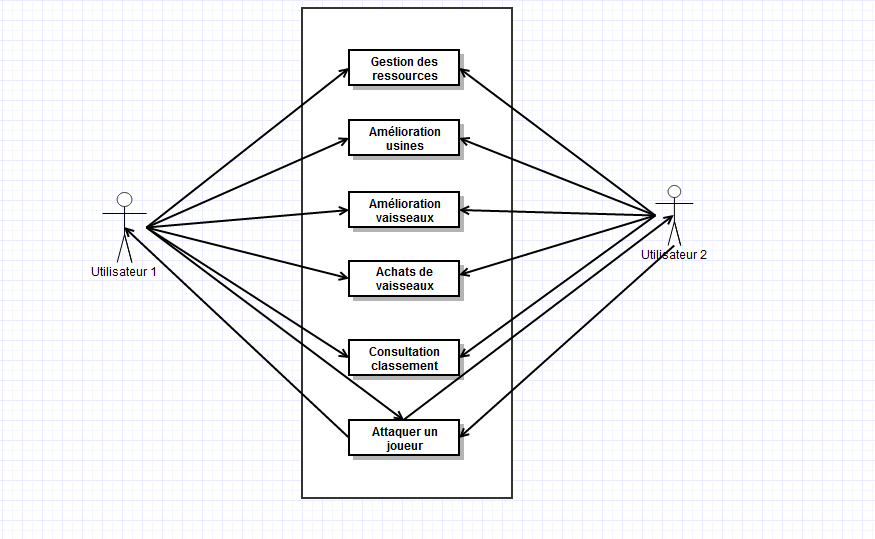 Gestion des
ressources
Amélioration
usines
Amélioration
vaisseaux
Achats de
vaisseaux
Consultation
classement
Attaquer un
joueur
Utilisateur 1
Utilisateur 2